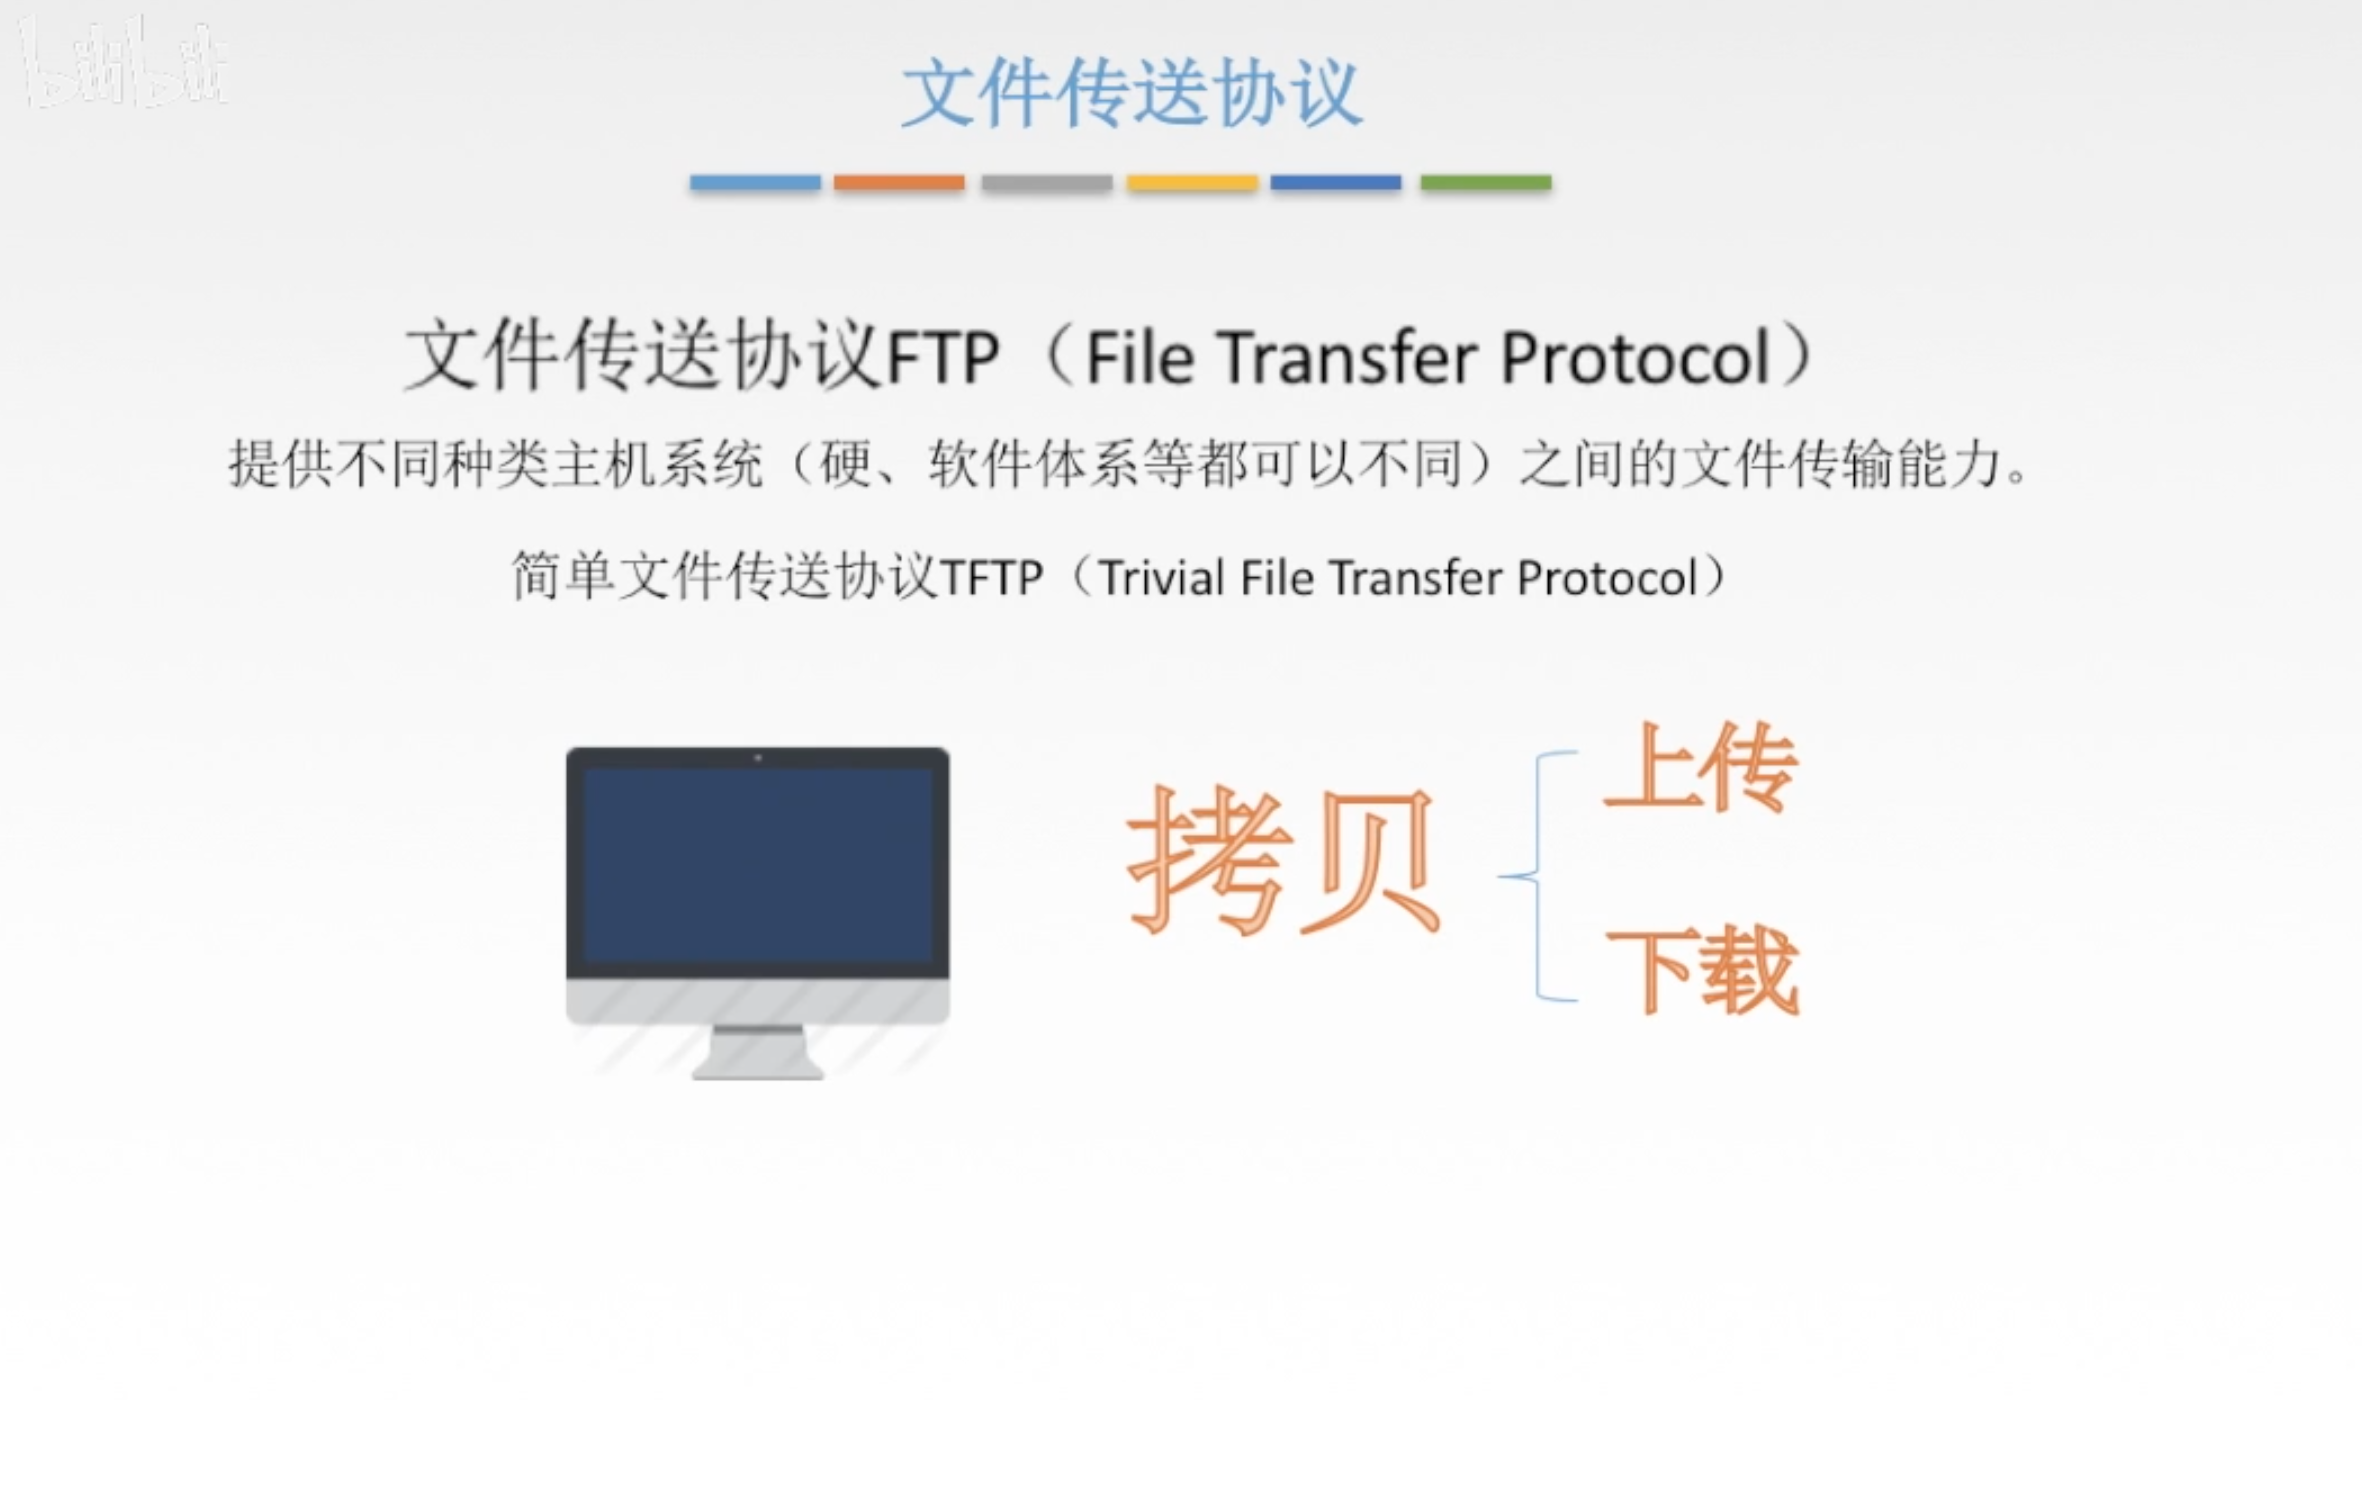 bilibili
文件传送协议
文件传送协议FTP（File Transfer Protocol）
提供不同种类主机系统（硬、软件体系等都可以不同）之间的文件传输能力。
简单文件传送协议TFTP（Trivial File Transfer Protocol）
拷贝
上传
下载